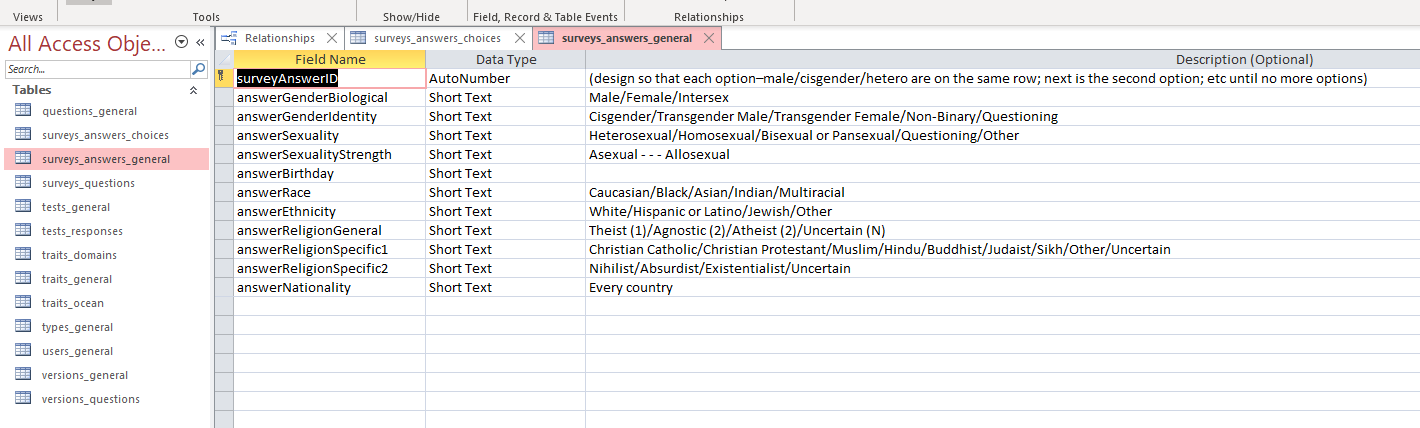 Views Tools Show/Hide Field, Record & Table Events Relationships
All Access Obje...
Search...
Tables
questions_general
surveys_answers_choices
surveys_answers_general
surveys_questions
tests_general
tests_responses
traits_domains
traits_general
traits_ocean
types_general
users_general
versions_general
versions_questions
Relationships surveys_answers_choices surveys_answers_general
Field Name Data Type Description (Optional)
surveyAnswerID AutoNumber (design so that each option–male/cisgender/hetero are on the same row; next is the second option; etc until no more options)
answerGenderBiological Short Text Male/Female/Intersex
answerGenderIdentity Short Text Cisgender/Transgender Male/Transgender Female/Non-Binary/Questioning
answerSexuality Short Text Heterosexual/Homosexual/Bisexual or Pansexual/Questioning/Other
answerSexualityStrength Short Text Asexual - - - Allosexual
answerBirthday Short Text
answerRace Short Text Caucasian/Black/Asian/Indian/Multiracial
answerEthnicity Short Text White/Hispanic or Latino/Jewish/Other
answerReligionGeneral Short Text Theist (1)/Agnostic (2)/Atheist (2)/Uncertain (N)
answerReligionSpecific1 Short Text Christian Catholic/Christian Protestant/Muslim/Hindu/Buddhist/Judaist/Sikh/Other/Uncertain
answerReligionSpecific2 Short Text Nihilist/Absurdist/Existentialist/Uncertain
answerNationality Short Text Every country